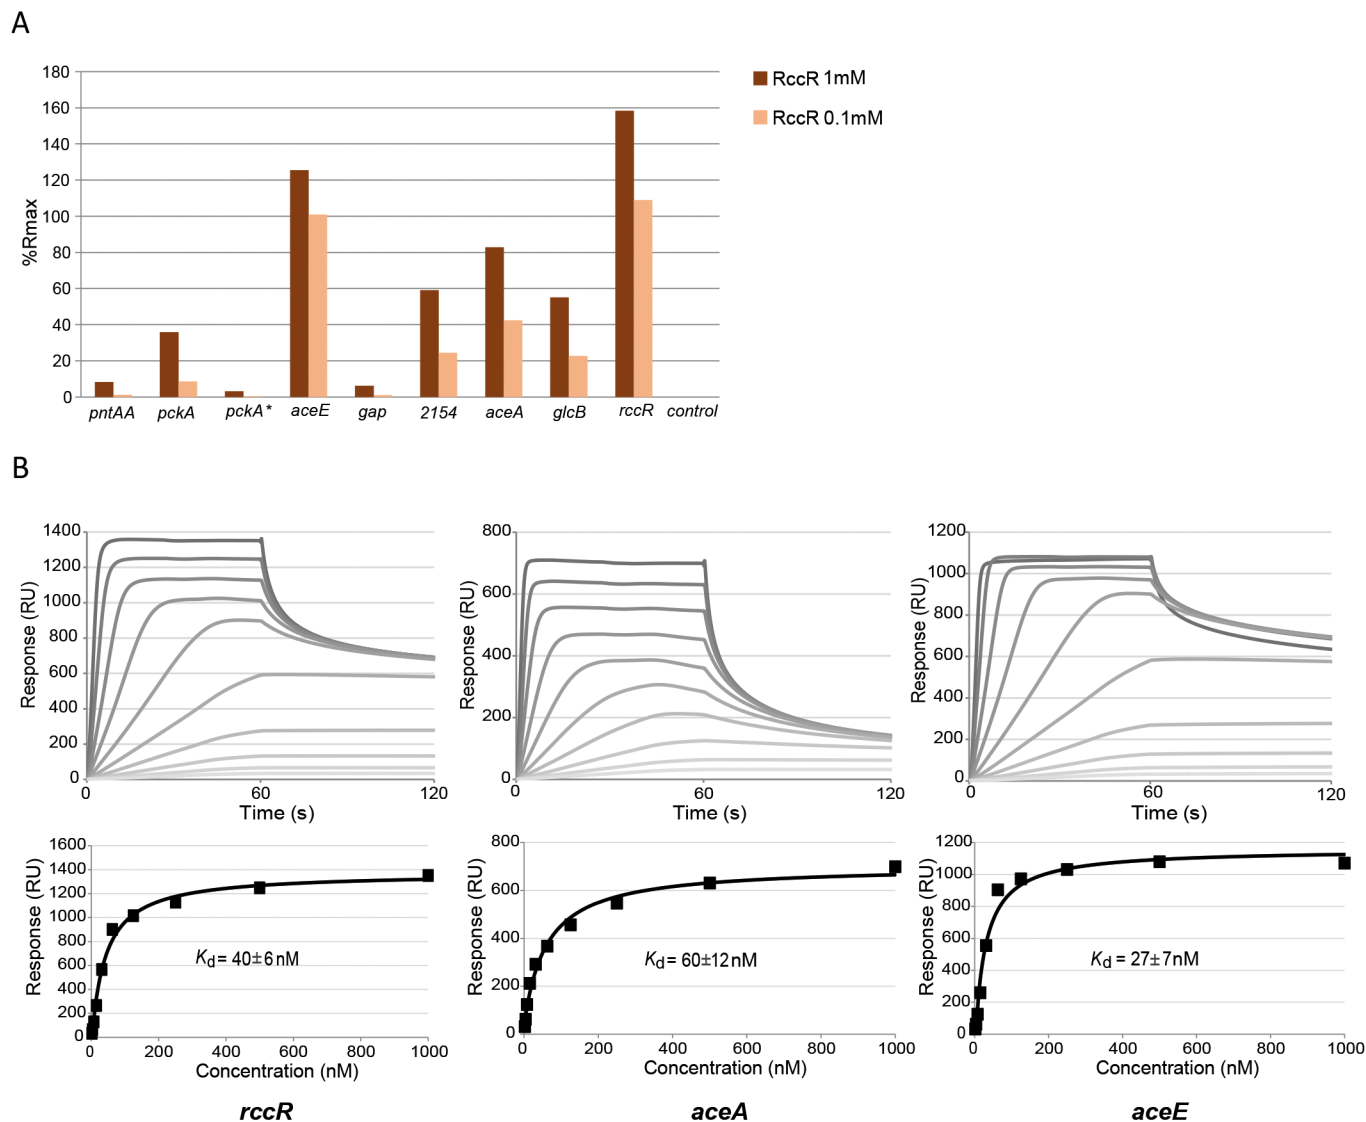 A
180
160
140
120
100
80
60
40
20
0
%Rmax
pntAA pckA pckA* aceE gap 2154 aceA glcB rccR control
RccR 1mM
RccR 0.1mM
B
1400
1200
1000
800
600
400
200
0
Response (RU)
0 60 120
Time (s)
800
600
400
200
0
Response (RU)
0 60 120
Time (s)
1200
1000
800
600
400
200
0
Response (RU)
0 60 120
Time (s)
1600
1400
1200
1000
800
600
400
200
0
Response (RU)
Kd = 40±6 nM
0 200 400 600 800 1000
Concentration (nM)
rccR
800
600
400
200
0
Response (RU)
Kd = 60±12 nM
0 200 400 600 800 1000
Concentration (nM)
aceA
1200
1000
800
600
400
200
0
Response (RU)
Kd = 27±7 nM
0 200 400 600 800 1000
Concentration (nM)
aceE